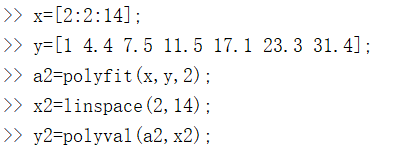 >> x=[2:2:14];
>> y=[1 4.4 7.5 11.5 17.1 23.3 31.4];
>> a2=polyfit(x,y,2);
>> x2=linspace(2,14);
>> y2=polyval(a2,x2);